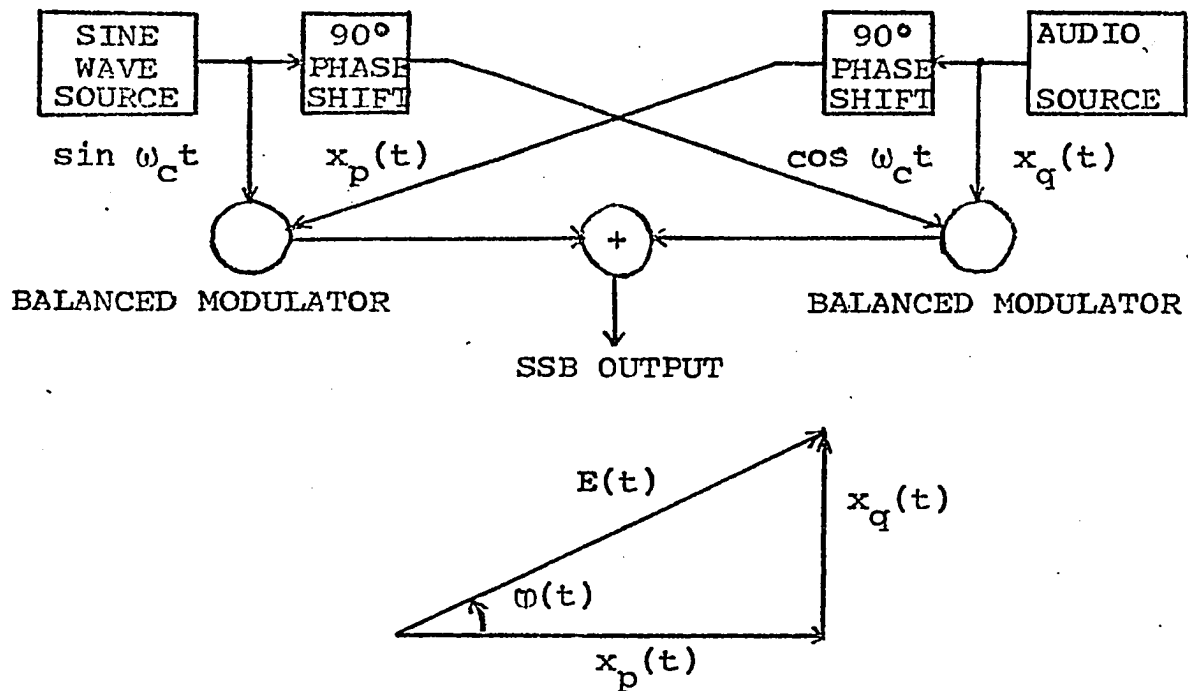 SINE
WAVE
SOURCE
90°
PHASE
SHIFT
90°
PHASE
SHIFT
AUDIO
SOURCE
sin ω_c t
x_p(t)
cos ω_c t
x_q(t)
+
BALANCED MODULATOR
BALANCED MODULATOR
SSB OUTPUT
E(t)
x_q(t)
φ(t)
x_p(t)